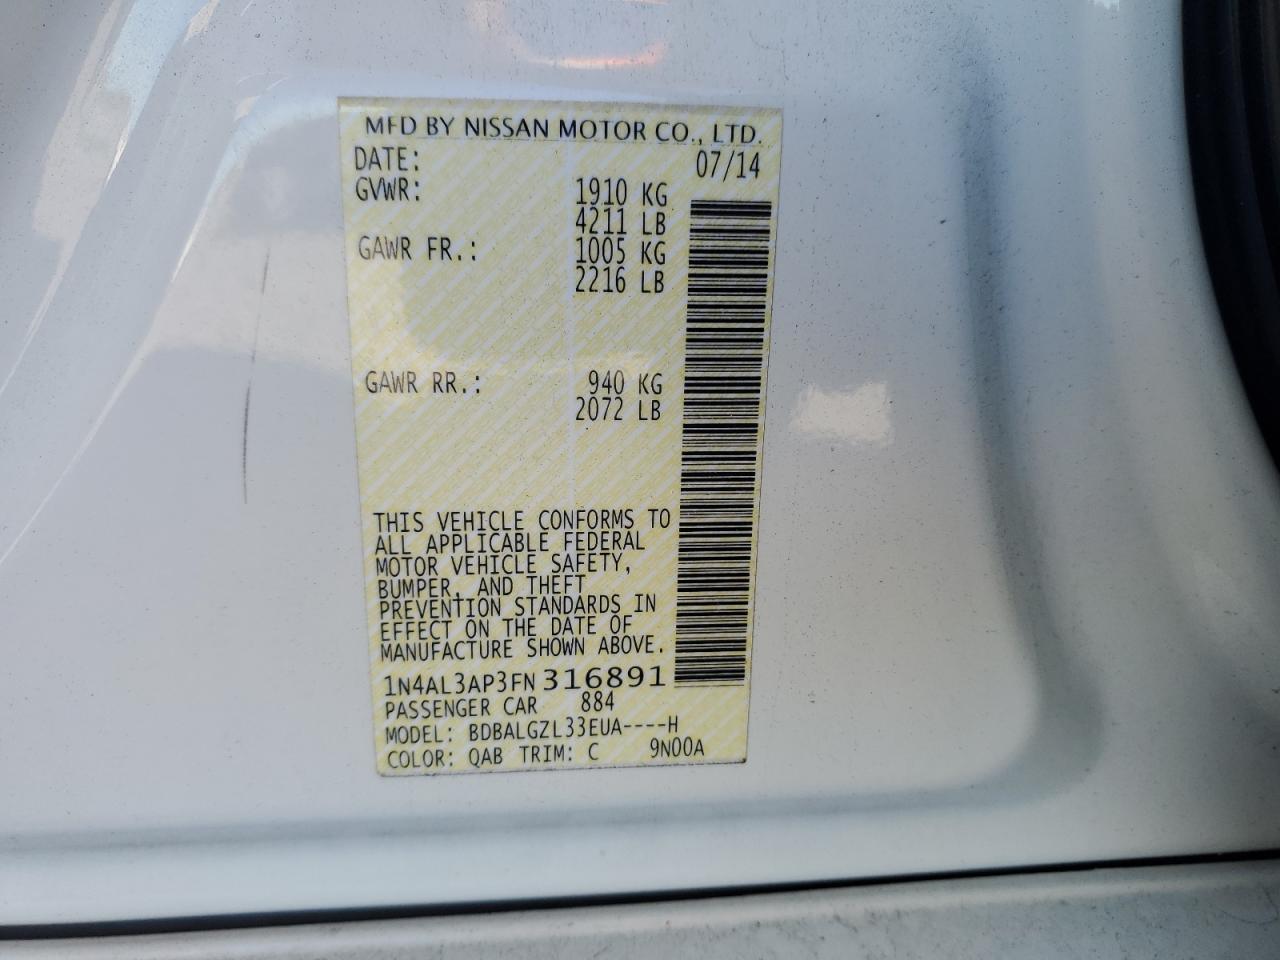 MFD BY NISSAN MOTOR CO., LTD.
DATE: 07/14
GVWR: 1910 KG
4211 LB
GAWR FR.: 1005 KG
2216 LB
GAWR RR.: 940 KG
2072 LB
THIS VEHICLE CONFORMS TO
ALL APPLICABLE FEDERAL
MOTOR VEHICLE SAFETY,
BUMPER, AND THEFT
PREVENTION STANDARDS IN
EFFECT ON THE DATE OF
MANUFACTURE SHOWN ABOVE.
1N4AL3AP3FN316891
PASSENGER CAR 884
MODEL: BDBALGZL33EUA----H
COLOR: QAB TRIM: C 9N00A